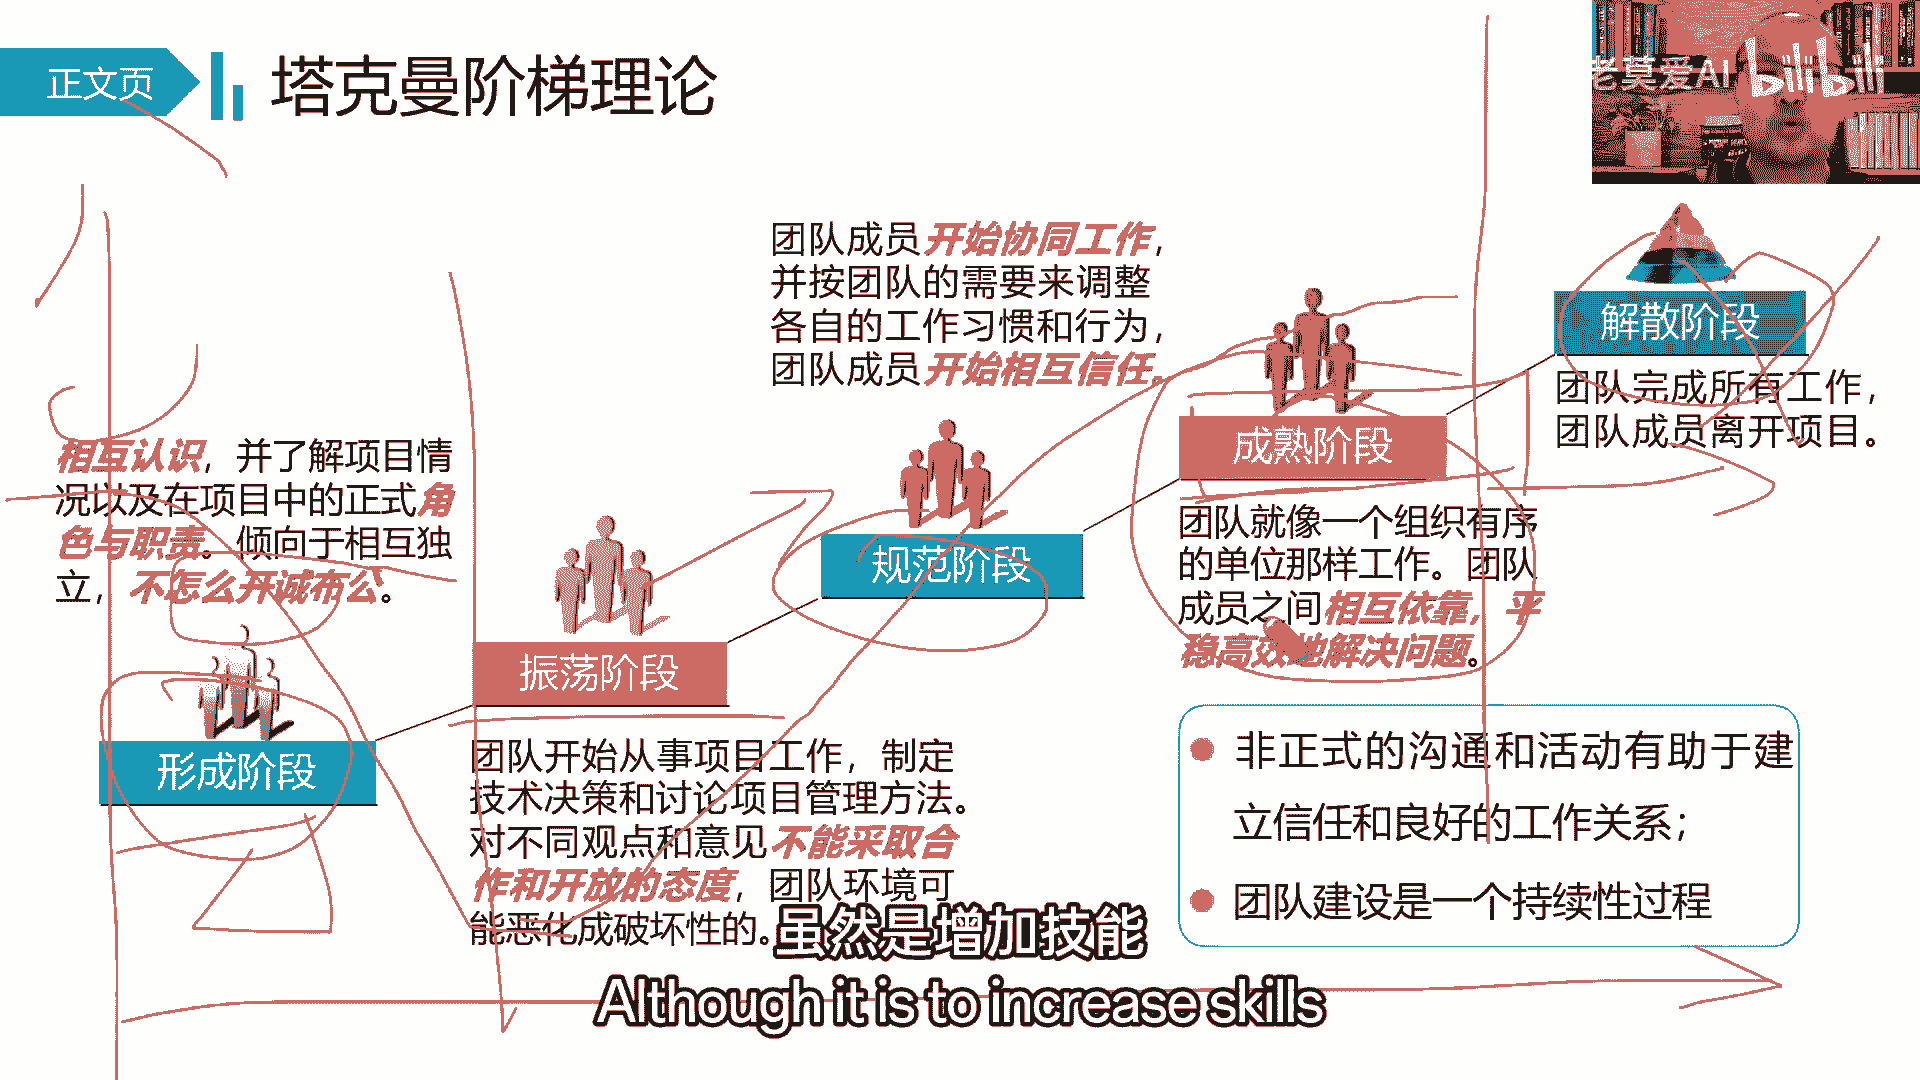 正文页
塔克曼阶梯理论
老莫爱AI
bilibili
团队成员开始协同工作，
并按团队的需要来调整
各自的工作习惯和行为，
团队成员开始相互信任。
解散阶段
团队完成所有工作，
团队成员离开项目。
相互认识，并了解项目情
况以及在项目中的正式角
色与职责。倾向于相互独
立，不怎么开诚布公。
成熟阶段
团队就像一个组织有序
的单位那样工作。团队
成员之间相互依靠，平
稳高效地解决问题。
规范阶段
振荡阶段
团队开始从事项目工作，制定
技术决策和讨论项目管理方法。
对不同观点和意见不能采取合
作和开放的态度，团队环境可
能恶化成破坏性的。
形成阶段
非正式的沟通和活动有助于建
立信任和良好的工作关系；
团队建设是一个持续性过程
虽然是增加技能
Although it is to increase skills